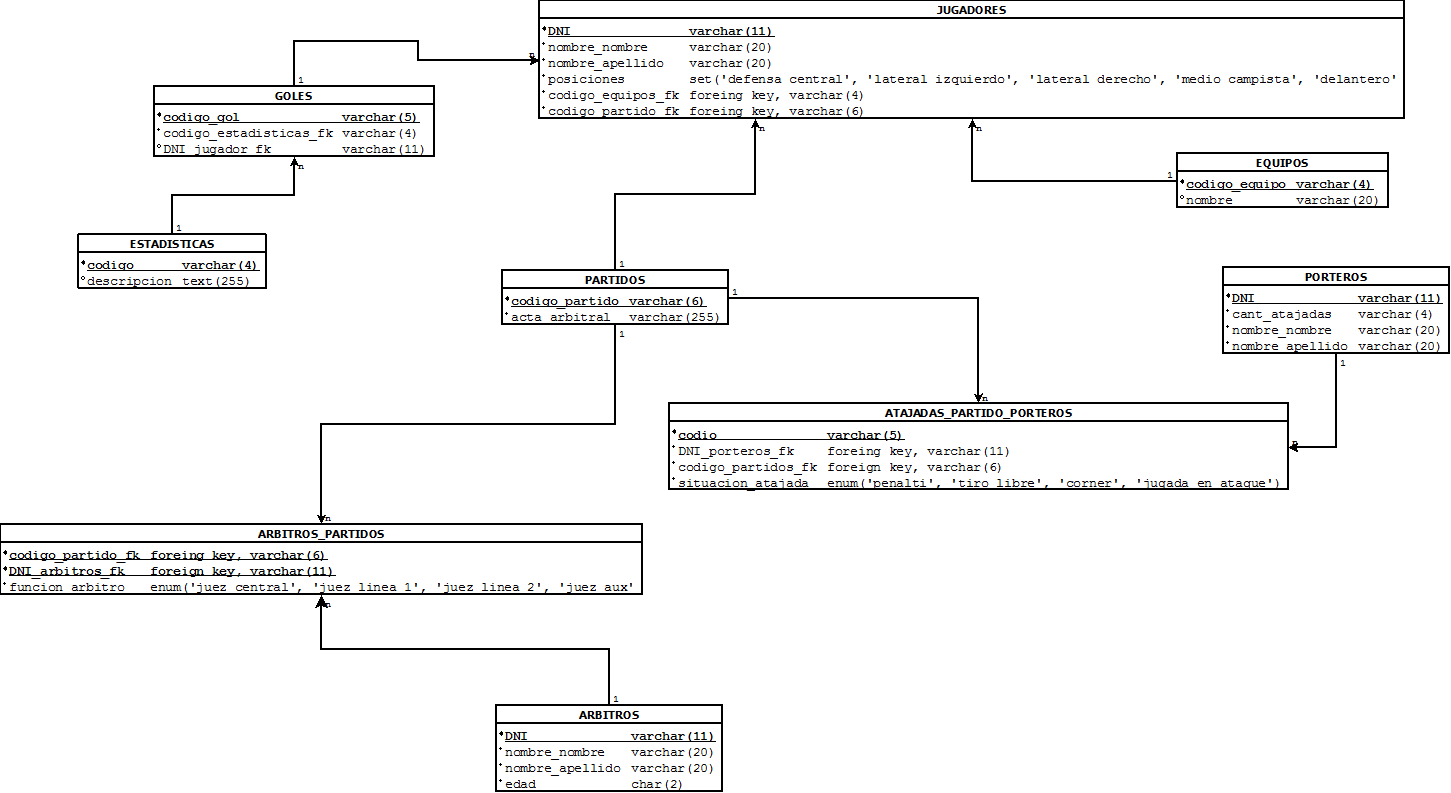 JUGADORES
DNI varchar(11)
nombre_nombre varchar(20)
nombre_apellido varchar(20)
posiciones set('defensa central', 'lateral izquierdo', 'lateral derecho', 'medio campista', 'delantero'
codigo_equipos_fk foreing key, varchar(4)
codigo_partido_fk foreing key, varchar(6)
n
n
n
1
GOLES
codigo_gol varchar(5)
codigo_estadisticas_fk varchar(4)
DNI_jugador_fk varchar(11)
n
1
EQUIPOS
codigo_equipo varchar(4)
nombre varchar(20)
1
ESTADISTICAS
codigo varchar(4)
descripcion text(255)
1
PARTIDOS
codigo_partido varchar(6)
acta_arbitral varchar(255)
1
1
PORTEROS
DNI varchar(11)
cant_atajadas varchar(4)
nombre_nombre varchar(20)
nombre_apellido varchar(20)
1
n
ATAJADAS_PARTIDO_PORTEROS
codio varchar(5)
DNI_porteros_fk foreing key, varchar(11)
codigo_partidos_fk foreign key, varchar(6)
situacion_atajada enum('penalti', 'tiro libre', 'corner', 'jugada en ataque')
n
n
ARBITROS_PARTIDOS
codigo_partido_fk foreing key, varchar(6)
DNI_arbitros_fk foreign key, varchar(11)
funcion_arbitro enum('juez central', 'juez linea 1', 'juez linea 2', 'juez aux'
n
1
ARBITROS
DNI varchar(11)
nombre_nombre varchar(20)
nombre_apellido varchar(20)
edad char(2)